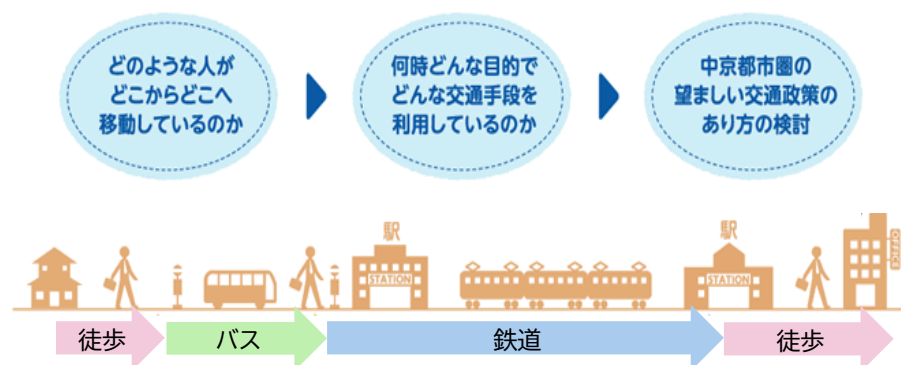 どのような人が
どこからどこへ
移動しているのか
何時どんな目的で
どんな交通手段を
利用しているのか
中京都市圏の
望ましい交通政策の
あり方の検討
駅
駅
STATION
STATION
OFFICE
徒歩
バス
鉄道
徒歩